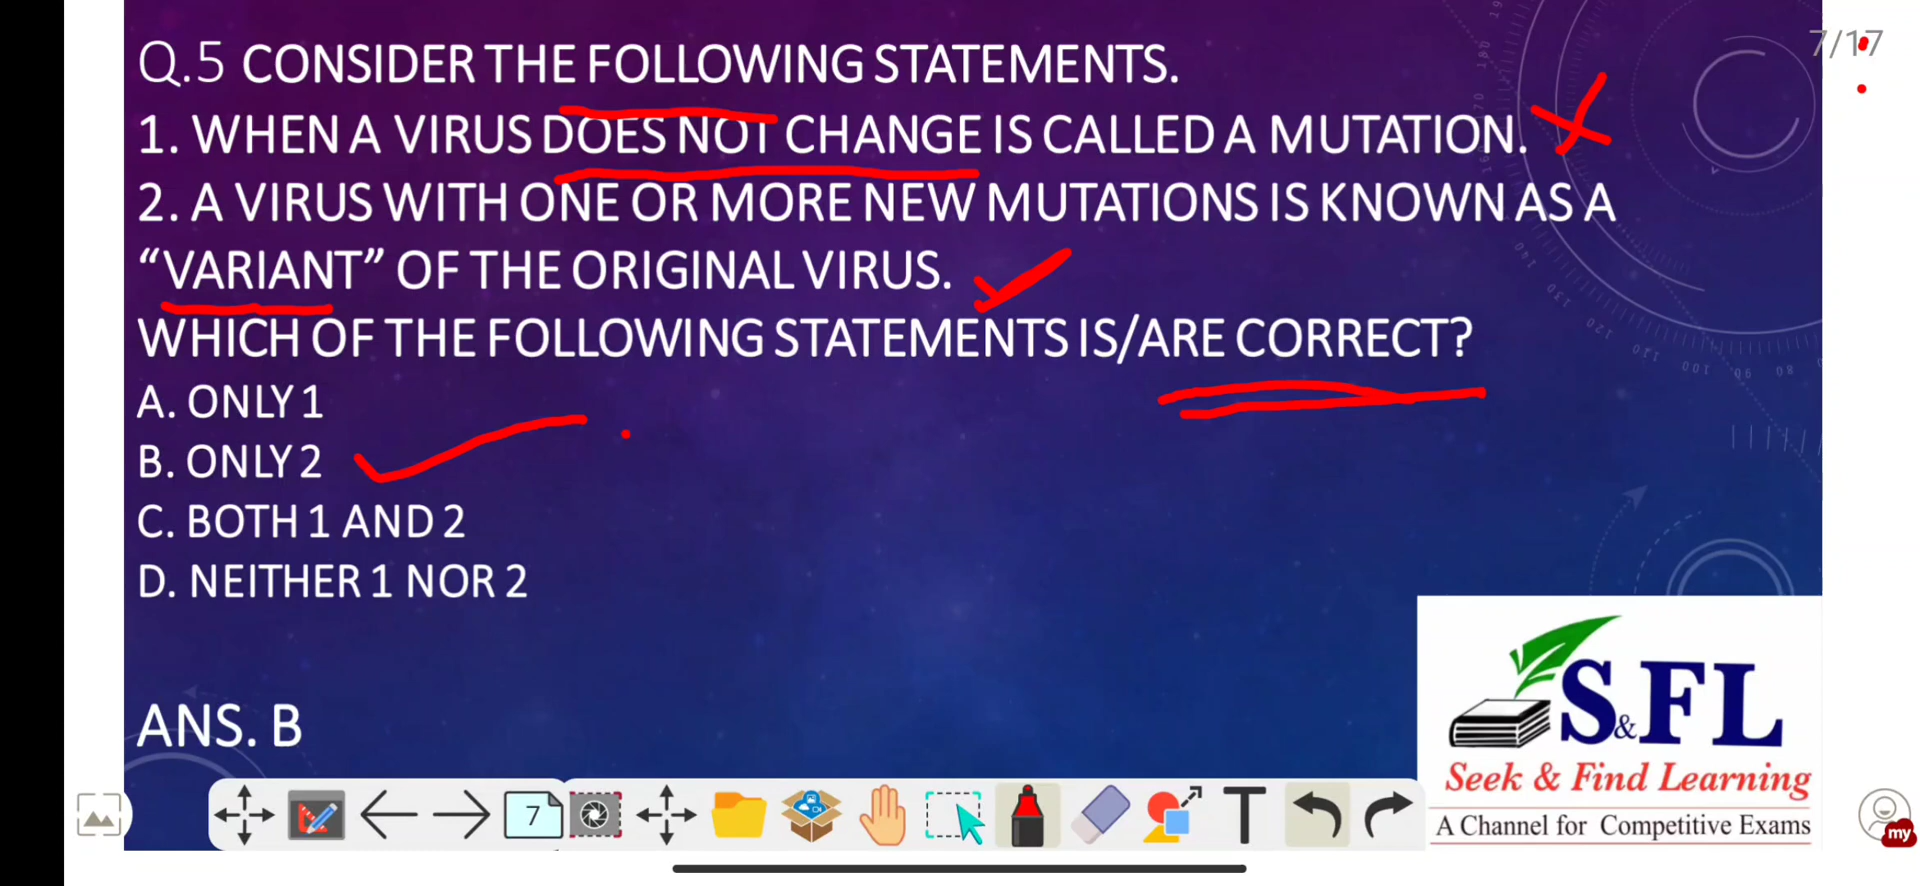 7/17
Q.5 CONSIDER THE FOLLOWING STATEMENTS.
1. WHEN A VIRUS DOES NOT CHANGE IS CALLED A MUTATION.
2. A VIRUS WITH ONE OR MORE NEW MUTATIONS IS KNOWN AS A
“VARIANT” OF THE ORIGINAL VIRUS.
WHICH OF THE FOLLOWING STATEMENTS IS/ARE CORRECT?
A. ONLY 1
B. ONLY 2
C. BOTH 1 AND 2
D. NEITHER 1 NOR 2
ANS. B
S&FL
Seek & Find Learning
A Channel for Competitive Exams
7
T
my